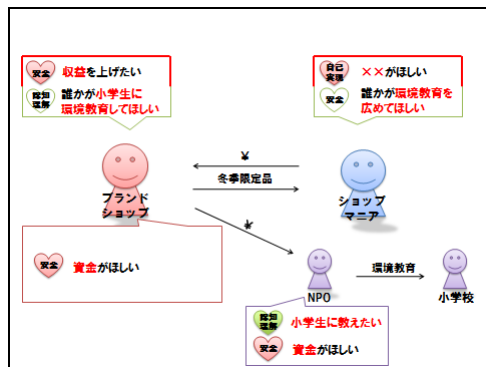 安全 収益を上げたい
認知
理解
誰かが小学生に
環境教育してほしい
自己
実現
××がほしい
安全
誰かが環境教育を
広めてほしい
¥
冬季限定品
ブランド
ショップ
ショップ
マニア
¥
安全 資金がほしい
NPO
環境教育
小学校
認知
理解
小学生に教えたい
安全 資金がほしい